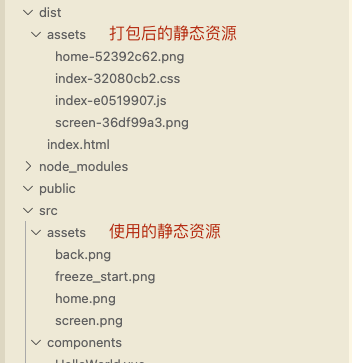 dist
assets 打包后的静态资源
home-52392c62.png
index-32080cb2.css
index-e0519907.js
screen-36df99a3.png
index.html
node_modules
public
src
assets 使用的静态资源
back.png
freeze_start.png
home.png
screen.png
components